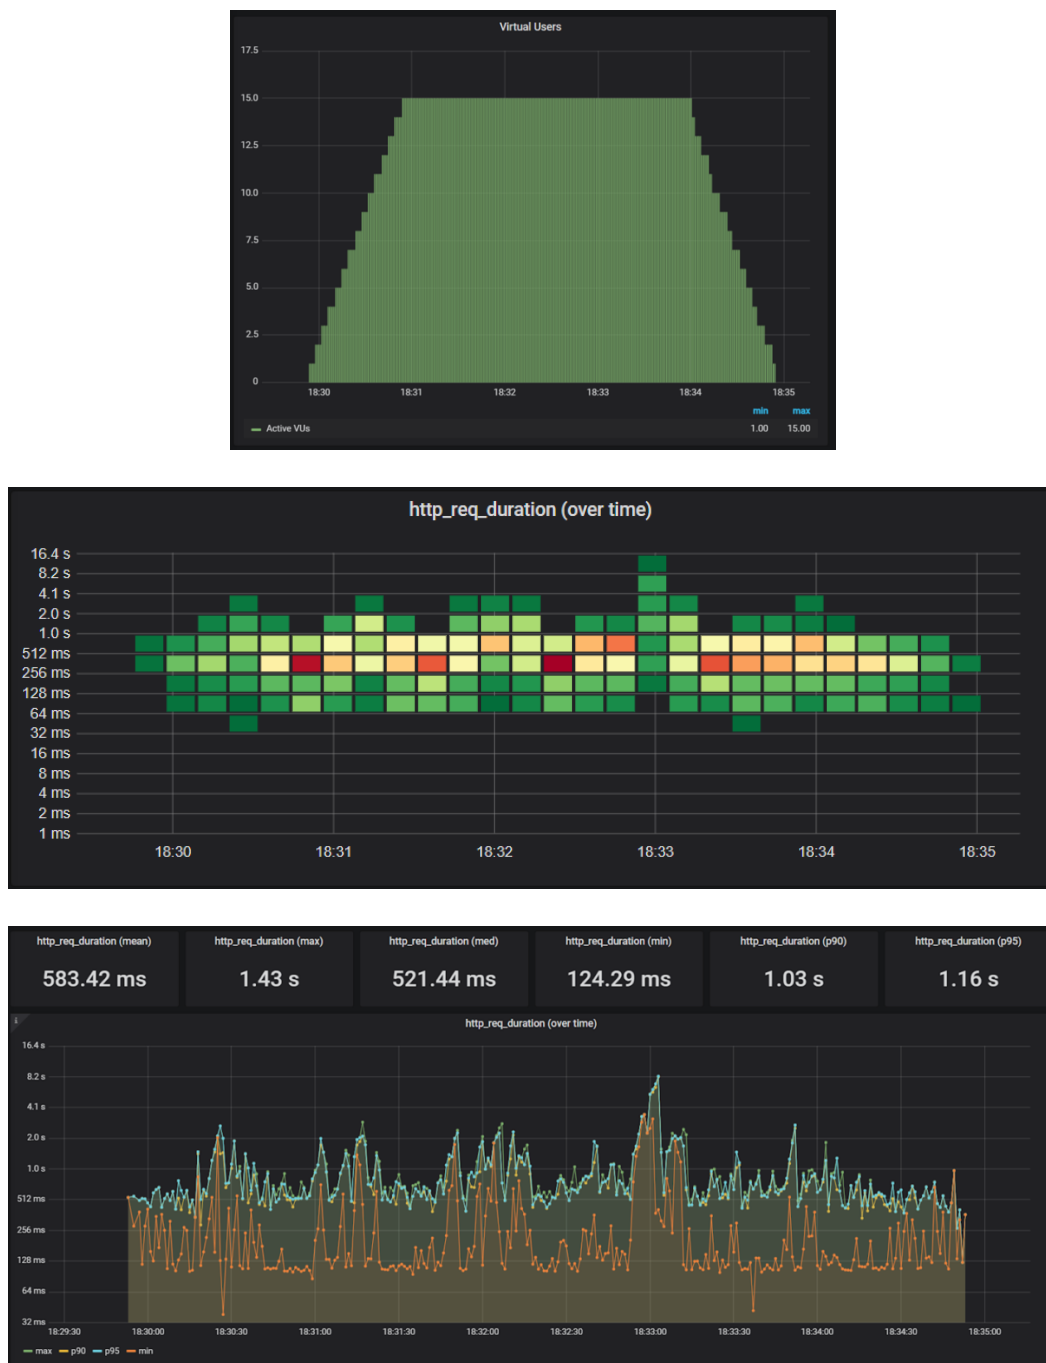 Virtual Users
17.5
15.0
12.5
10.0
7.5
5.0
2.5
0
18:30 18:31 18:32 18:33 18:34 18:35
min max
Active VUs 1.00 15.00
http_req_duration (over time)
16.4 s
8.2 s
4.1 s
2.0 s
1.0 s
512 ms
256 ms
128 ms
64 ms
32 ms
16 ms
8 ms
4 ms
2 ms
1 ms
18:30 18:31 18:32 18:33 18:34 18:35
http_req_duration (mean) http_req_duration (max) http_req_duration (med) http_req_duration (min) http_req_duration (p90) http_req_duration (p95)
583.42 ms 1.43 s 521.44 ms 124.29 ms 1.03 s 1.16 s
i
http_req_duration (over time)
16.4 s
8.2 s
4.1 s
2.0 s
1.0 s
512 ms
256 ms
128 ms
64 ms
32 ms
18:29:30 18:30:00 18:30:30 18:31:00 18:31:30 18:32:00 18:32:30 18:33:00 18:33:30 18:34:00 18:34:30 18:35:00
max p90 p95 min